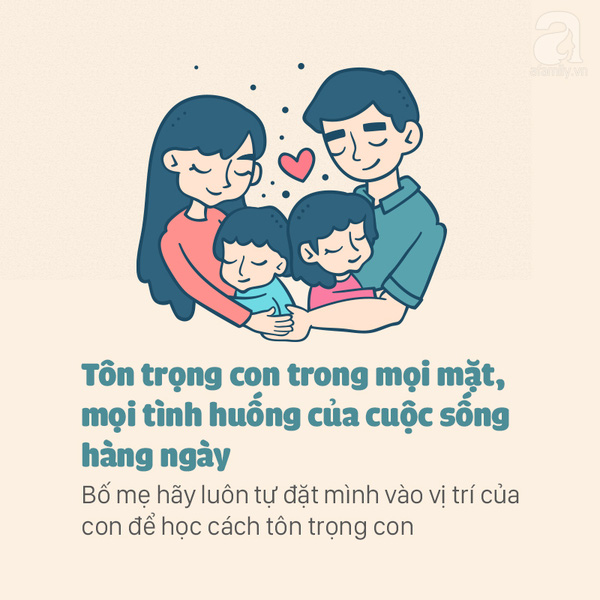 a
afamily.vn
Tôn trọng con trong mọi mặt,
mọi tình huống của cuộc sống
hàng ngày
Bố mẹ hãy luôn tự đặt mình vào vị trí của
con để học cách tôn trọng con